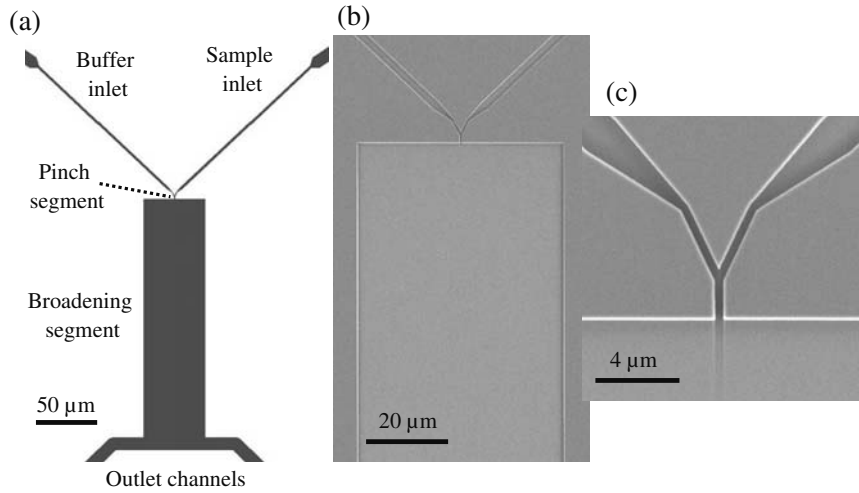 (a)
Buffer
inlet
Sample
inlet
Pinch
segment
Broadening
segment
50 µm
Outlet channels
(b)
20 µm
(c)
4 µm